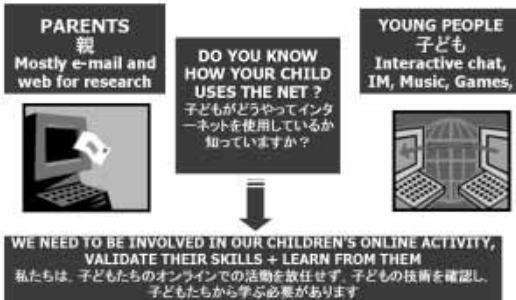 PARENTS
親
Mostly e-mail and
web for research
DO YOU KNOW
HOW YOUR CHILD
USES THE NET ?
子どもがどうやってインタ
ーネットを使用しているか
知っていますか？
YOUNG PEOPLE
子ども
Interactive chat,
IM, Music, Games,
WE NEED TO BE INVOLVED IN OUR CHILDREN'S ONLINE ACTIVITY,
VALIDATE THEIR SKILLS + LEARN FROM THEM
私たちは、子どもたちのオンラインでの活動を放任せず、子どもの技術を確認し、
子どもたちから学ぶ必要があります